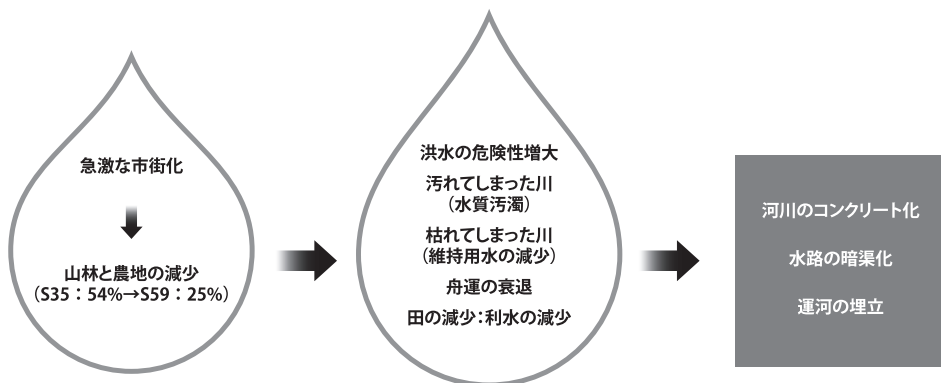 急激な市街化
山林と農地の減少
（S35：54%→S59：25%）
洪水の危険性増大
汚れてしまった川
（水質汚濁）
枯れてしまった川
（維持用水の減少）
舟運の衰退
田の減少：利水の減少
河川のコンクリート化
水路の暗渠化
運河の埋立